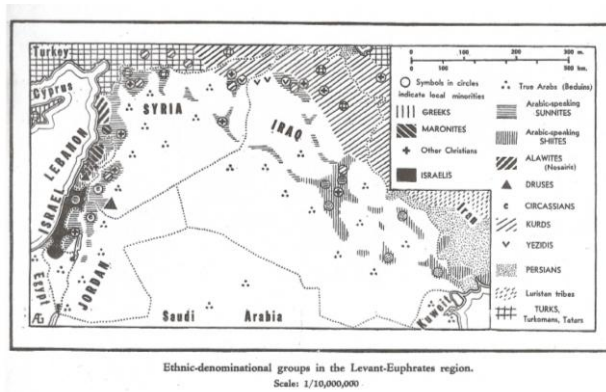 Turkey
Cyprus
SYRIA
LEBANON
ISRAEL
IRAQ
Iran
JORDAN
Egypt
Saudi Arabia
Kuwait
0 100 200 300 m.
0 100 200 300 km.
Symbols in circles
indicate local minorities
GREEKS
MARONITES
Other Christians
ISRAELIS
True Arabs (Beduins)
Arabic-speaking
SUNNITES
Arabic-speaking
SHIITES
ALAWITES
(Nosairis)
DRUSES
CIRCASSIANS
KURDS
YEZIDIS
PERSIANS
Luristan tribes
TURKS,
Turkomans, Tatars
Ethnic-denominational groups in the Levant-Euphrates region.
Scale: 1/10,000,000